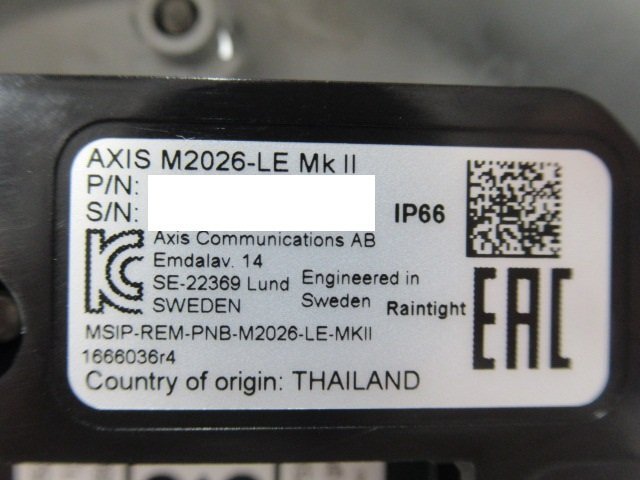 AXIS M2026-LE Mk II
P/N:
S/N:
IP66
Axis Communications AB
Emdalav. 14
SE-22369 Lund
SWEDEN
Engineered in
Sweden
Raintight
EAC
MSIP-REM-PNB-M2026-LE-MKII
1666036r4
Country of origin: THAILAND